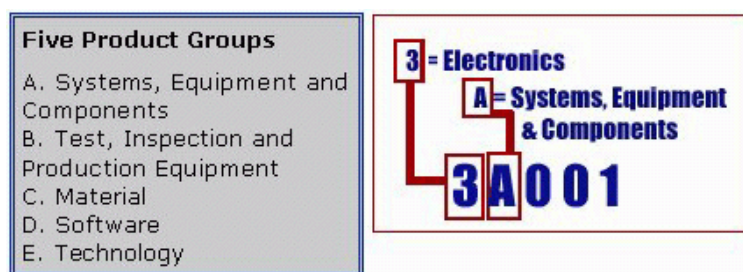 Five Product Groups
A. Systems, Equipment and
Components
B. Test, Inspection and
Production Equipment
C. Material
D. Software
E. Technology
3 = Electronics
A = Systems, Equipment
& Components
3A001